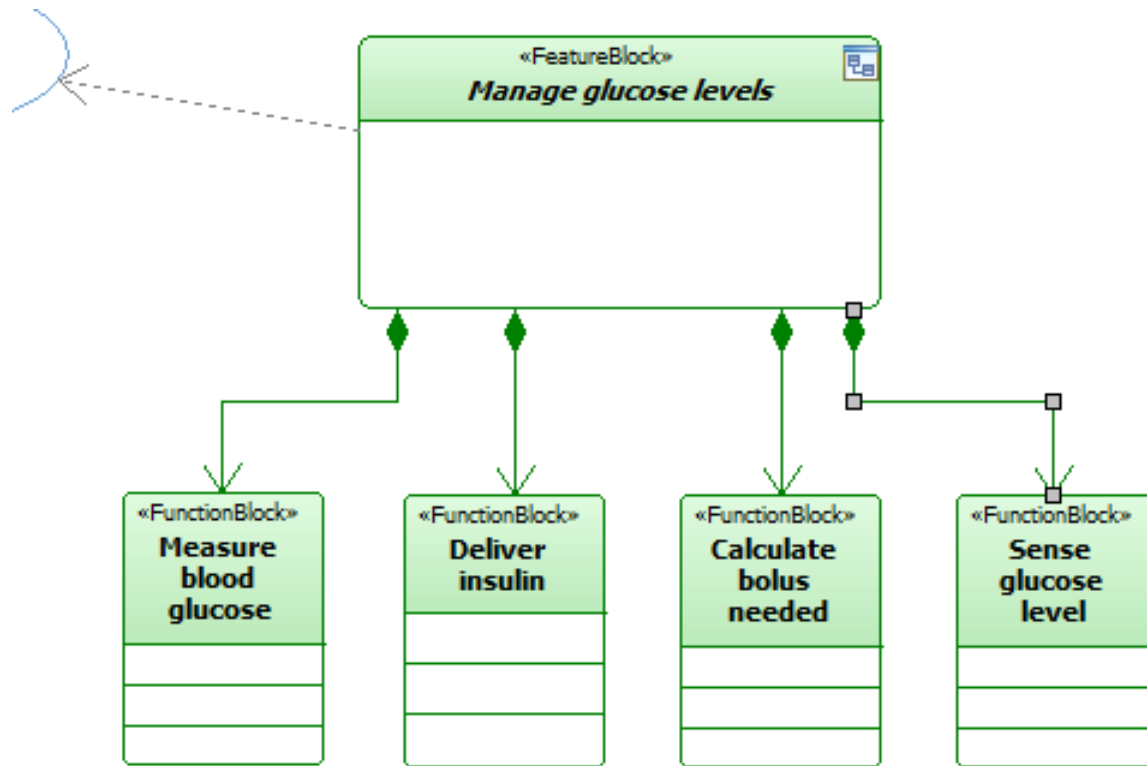 «FeatureBlock»
Manage glucose levels
«FunctionBlock»
Measure
blood
glucose
«FunctionBlock»
Deliver
insulin
«FunctionBlock»
Calculate
bolus
needed
«FunctionBlock»
Sense
glucose
level